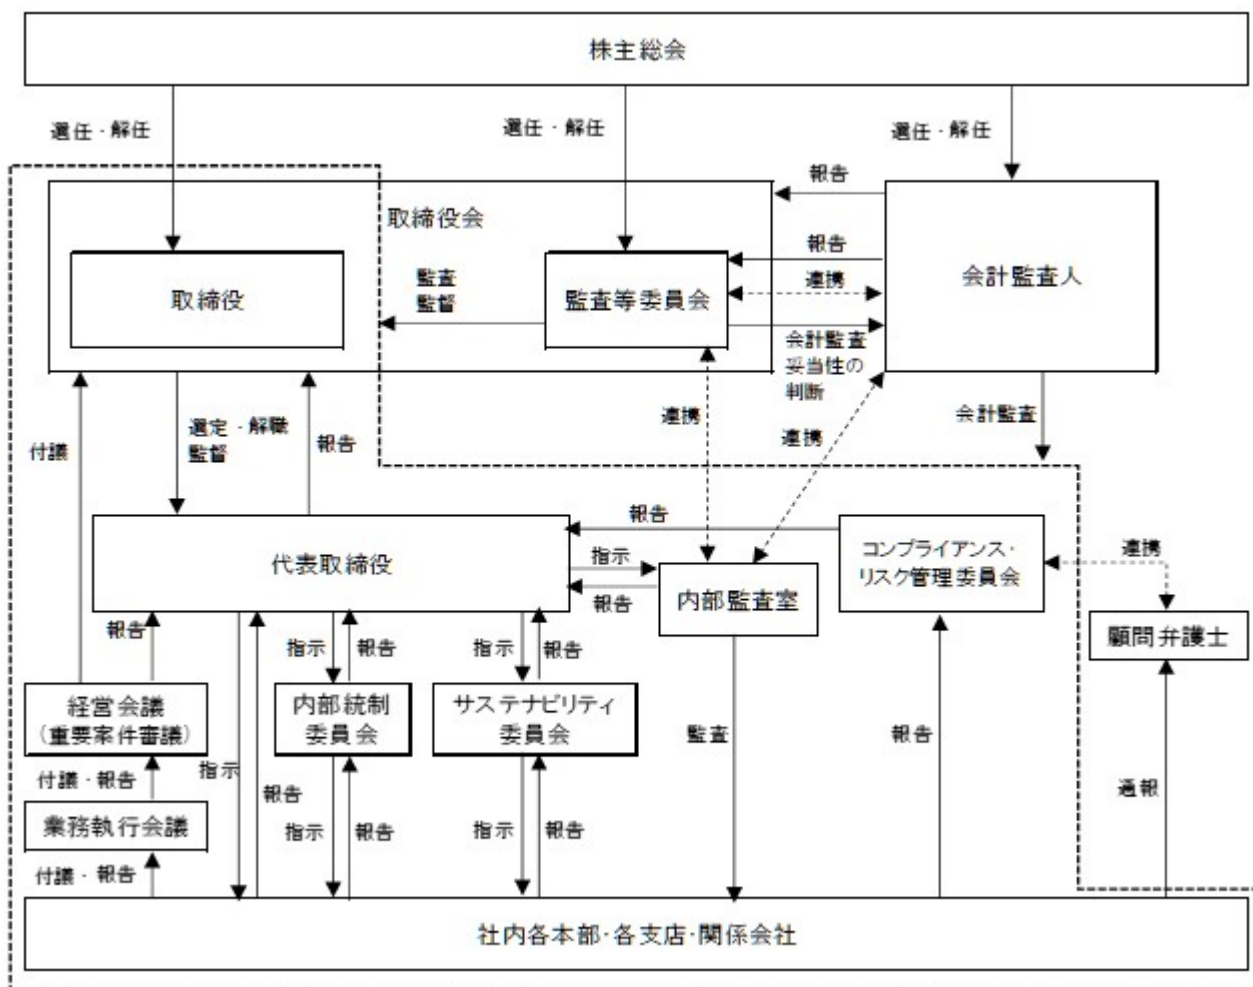 株主総会
選任・解任
選任・解任
選任・解任
報告
取締役会
報告
連携
監査
監督
取締役
監査等委員会
会計監査人
会計監査
妥当性の
判断
付議
選定・解職
監督
報告
連携
連携
会計監査
報告
代表取締役
指示
報告
内部監査室
コンプライアンス・
リスク管理委員会
連携
顧問弁護士
報告
指示
報告
指示
報告
経営会議
(重要案件審議)
内部統制
委員会
サステナビリティ
委員会
監査
報告
通報
付議・報告
指示
報告
業務執行会議
指示
報告
指示
報告
付議・報告
社内各本部・各支店・関係会社